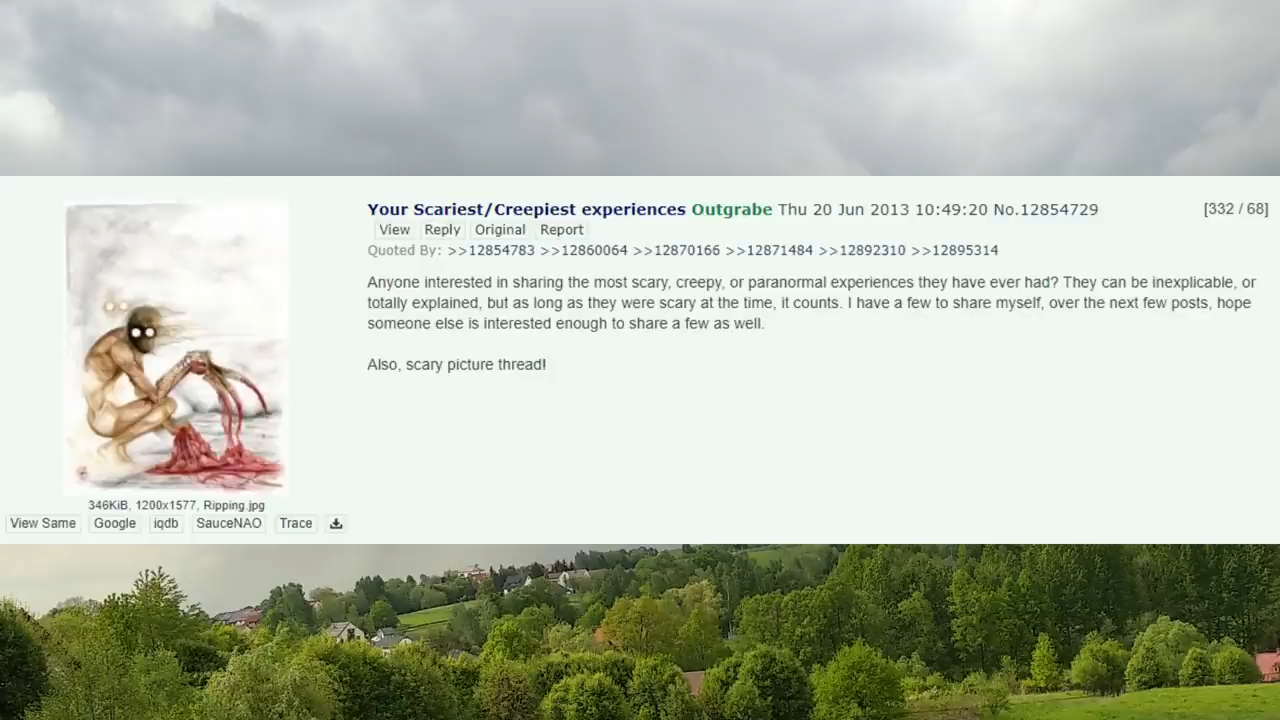 Your Scariest/Creepiest experiences Outgrabe Thu 20 Jun 2013 10:49:20 No.12854729
[332 / 68]
View Reply Original Report
Quoted By: >>12854783 >>12860064 >>12870166 >>12871484 >>12892310 >>12895314
Anyone interested in sharing the most scary, creepy, or paranormal experiences they have ever had? They can be inexplicable, or
totally explained, but as long as they were scary at the time, it counts. I have a few to share myself, over the next few posts, hope
someone else is interested enough to share a few as well.
Also, scary picture thread!
346KiB, 1200x1577, Ripping.jpg
View Same Google iqdb SauceNAO Trace